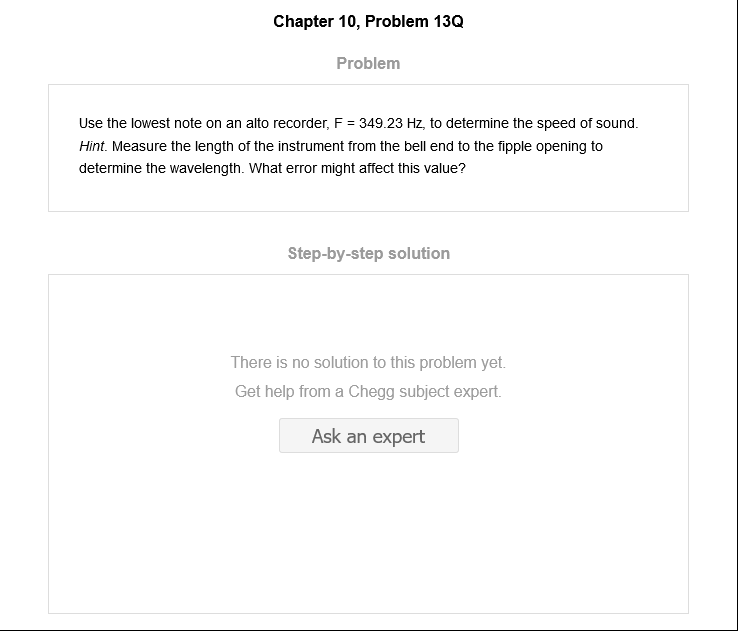 Chapter 10, Problem 13Q
Problem
Use the lowest note on an alto recorder, F = 349.23 Hz, to determine the speed of sound.
Hint. Measure the length of the instrument from the bell end to the fipple opening to
determine the wavelength. What error might affect this value?
Step-by-step solution
There is no solution to this problem yet.
Get help from a Chegg subject expert.
Ask an expert